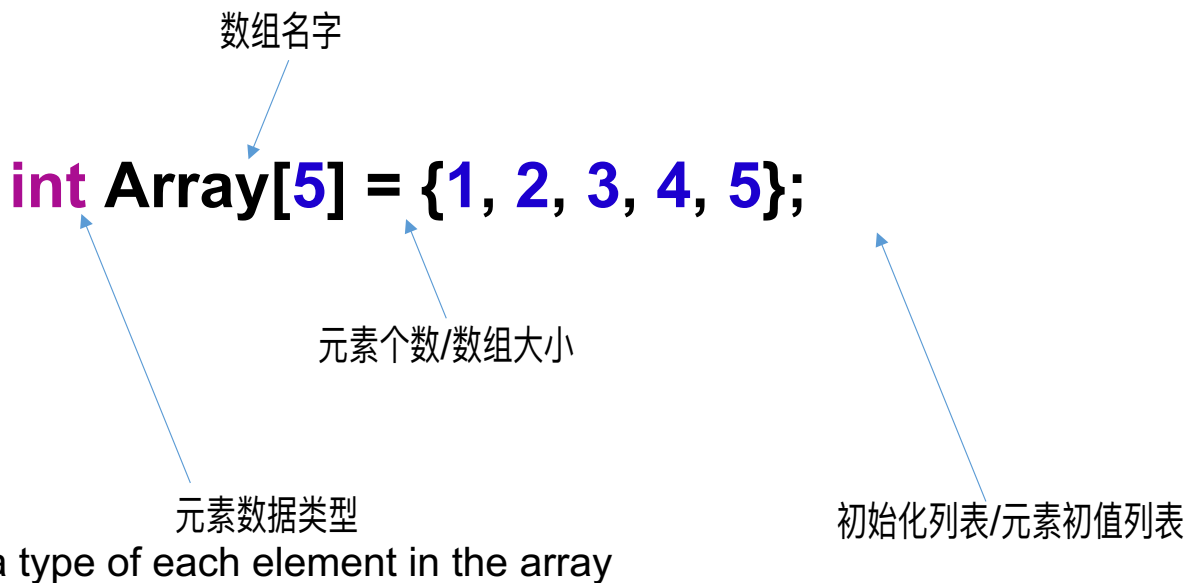 数组名字
int Array[5] = {1, 2, 3, 4, 5};
元素个数/数组大小
元素数据类型
初始化列表/元素初值列表
a type of each element in the array